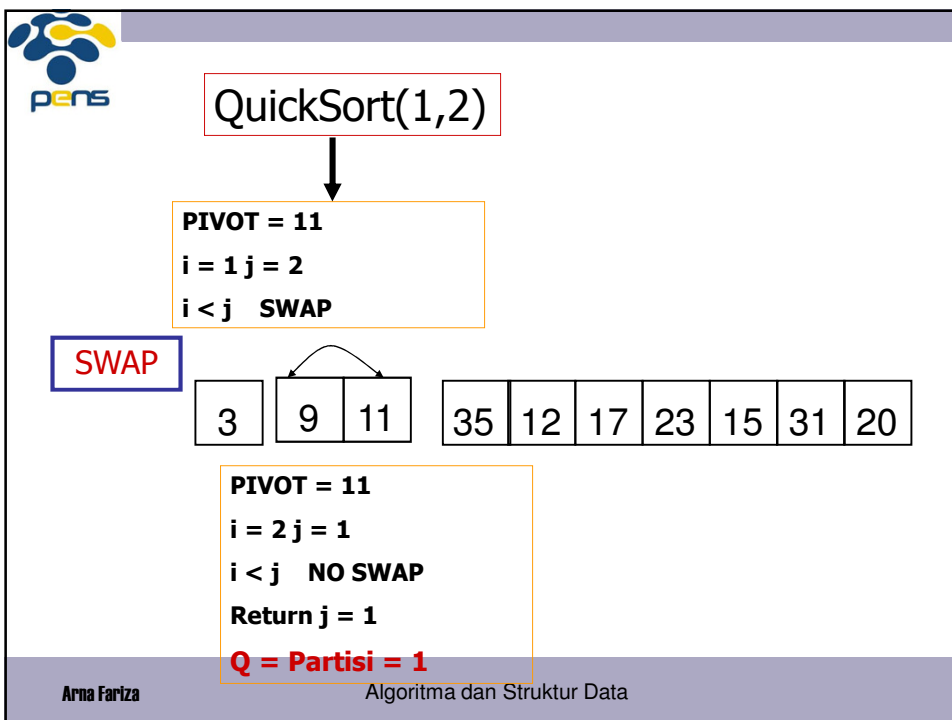 pens
QuickSort(1,2)
PIVOT = 11
i = 1 j = 2
i < j SWAP
SWAP
3 9 11 35 12 17 23 15 31 20
PIVOT = 11
i = 2 j = 1
i < j NO SWAP
Return j = 1
Q = Partisi = 1
Arna Fariza Algoritma dan Struktur Data